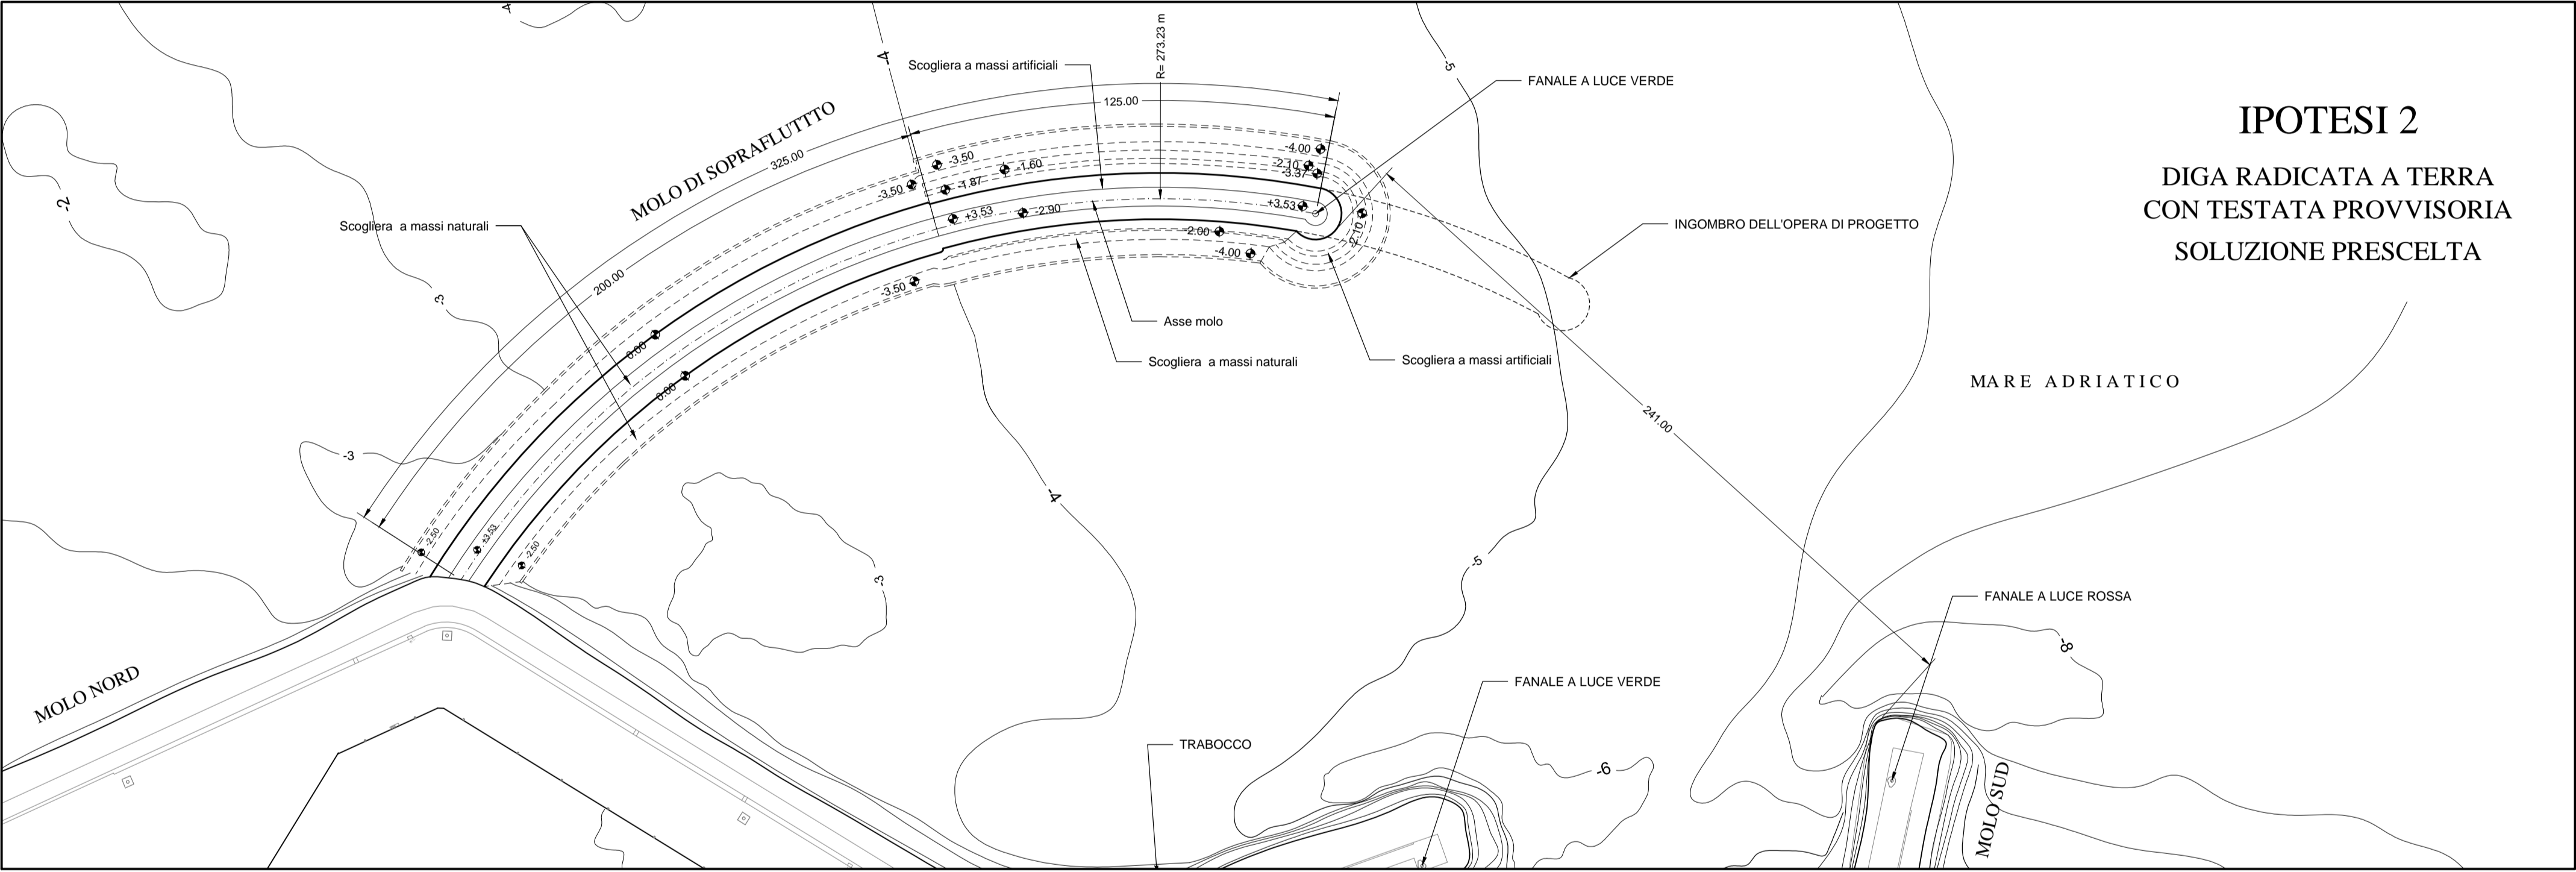 IPOTESI 2
DIGA RADICATA A TERRA
CON TESTATA PROVVISORIA
SOLUZIONE PRESCELTA
-4
-4
R= 273.23 m
-5
Scogliera a massi artificiali
FANALE A LUCE VERDE
MOLO DI SOPRAFLUTTTO
125.00
325.00
200.00
-3.50
-3.50
-1.87
-1.60
+3.53
-2.90
-4.00
-2.10
-3.37
+3.53
-2.10
-2.00
-4.00
-3.50
INGOMBRO DELL'OPERA DI PROGETTO
-2
-3
Scogliera a massi naturali
0.00
0.00
Asse molo
Scogliera a massi naturali
Scogliera a massi artificiali
MARE ADRIATICO
241.00
-3
-4
-2.50
+3.53
-2.50
-3
-5
FANALE A LUCE ROSSA
-8
MOLO NORD
FANALE A LUCE VERDE
TRABOCCO
-6
MOLO SUD